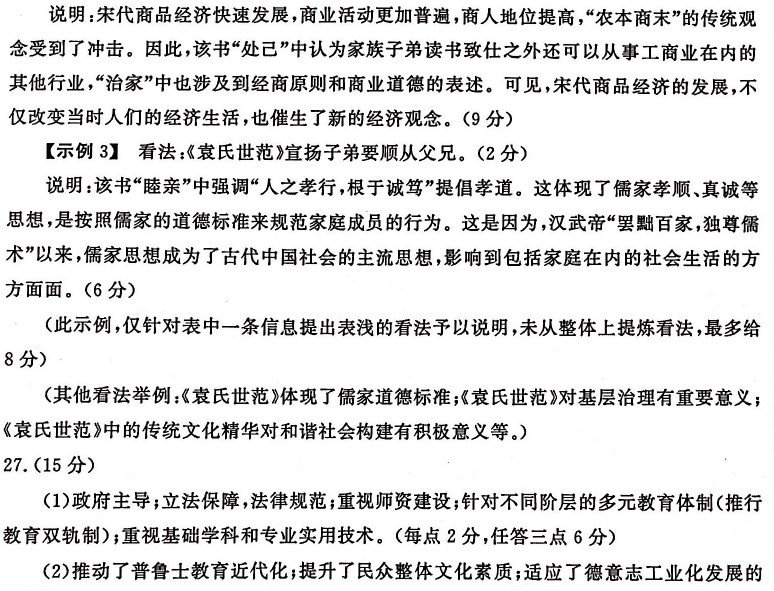 说明:宋代商品经济快速发展,商业活动更加普遍,商人地位提高,“农本商末”的传统观
念受到了冲击。因此,该书“处己”中认为家族子弟读书致仕之外还可以从事工商业在内的
其他行业,“治家”中也涉及到经商原则和商业道德的表述。可见,宋代商品经济的发展,不
仅改变当时人们的经济生活,也催生了新的经济观念。(9分)
【示例3】 看法:《袁氏世范》宣扬子弟要顺从父兄。(2分)
说明:该书“睦亲”中强调“人之孝行,根于诚笃”提倡孝道。这体现了儒家孝顺、真诚等
思想,是按照儒家的道德标准来规范家庭成员的行为。这是因为,汉武帝“罢黜百家,独尊儒
术”以来,儒家思想成为了古代中国社会的主流思想,影响到包括家庭在内的社会生活的方
方面面。(6分)
(此示例,仅针对表中一条信息提出表浅的看法予以说明,未从整体上提炼看法,最多给
8分)
(其他看法举例:《袁氏世范》体现了儒家道德标准;《袁氏世范》对基层治理有重要意义;
《袁氏世范》中的传统文化精华对和谐社会构建有积极意义等。)
27.(15分)
(1)政府主导;立法保障,法律规范;重视师资建设;针对不同阶层的多元教育体制(推行
教育双轨制);重视基础学科和专业实用技术。(每点2分,任答三点6分)
(2)推动了普鲁士教育近代化;提升了民众整体文化素质;适应了德意志工业化发展的